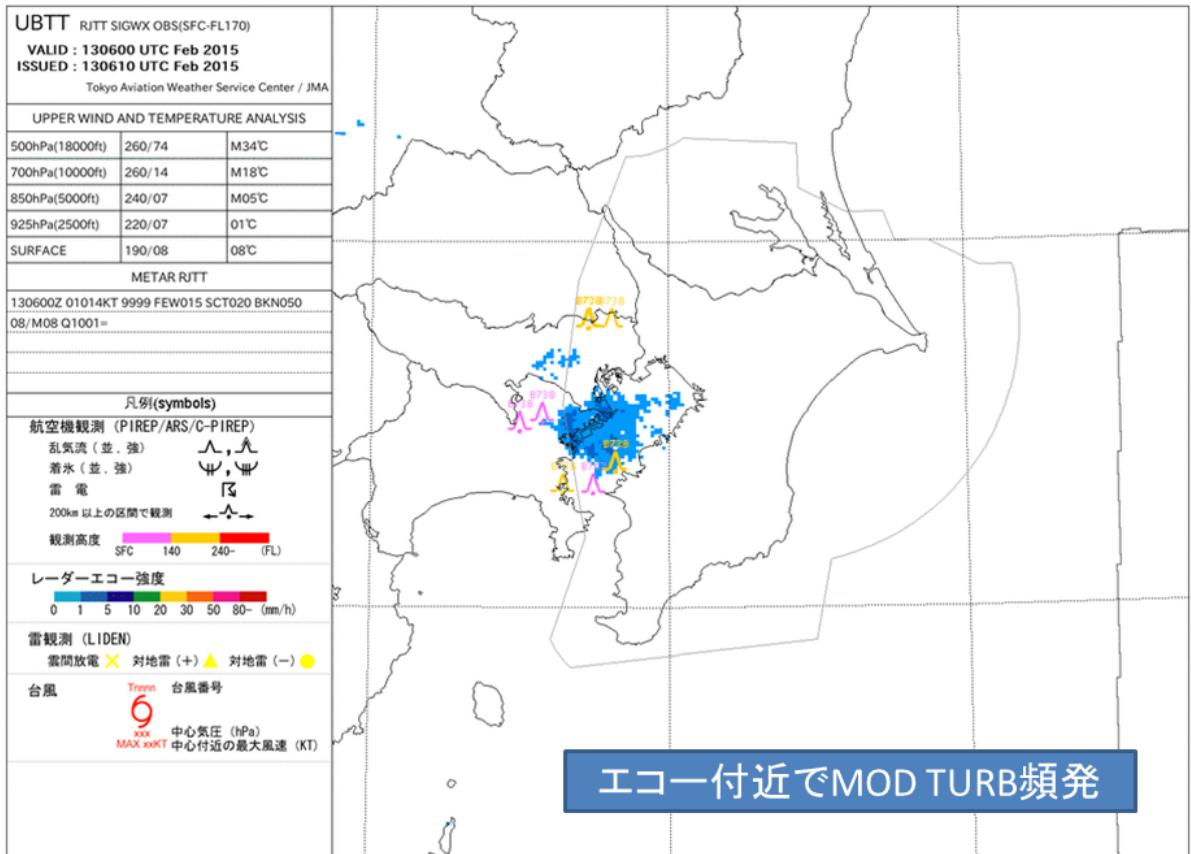 UBTT RJTT SIGWX OBS(SFC-FL170)
VALID : 130600 UTC Feb 2015
ISSUED : 130610 UTC Feb 2015
Tokyo Aviation Weather Service Center / JMA
UPPER WIND AND TEMPERATURE ANALYSIS
500hPa(18000ft) 260/74 M34℃
700hPa(10000ft) 260/14 M18℃
850hPa(5000ft) 240/07 M05℃
925hPa(2500ft) 220/07 01℃
SURFACE 190/08 08℃
METAR RJTT
130600Z 01014KT 9999 FEW015 SCT020 BKN050
08/M08 Q1001=
凡例(symbols)
航空機観測 (PIREP/ARS/C-PIREP)
乱気流 (並、強) ,
着氷 (並、強) ,
雷 電
200km 以上の区間で観測
観測高度
SFC 140 240- (FL)
レーダーエコー強度
0 1 5 10 20 30 50 80- (mm/h)
雷観測 (LIDEN)
雲間放電 対地雷 (+) 対地雷 (-)
台風 Tnnnn 台風番号
xxx 中心気圧 (hPa)
MAX xxKT 中心付近の最大風速 (KT)
B738
B738
B738
エコー付近でMOD TURB頻発